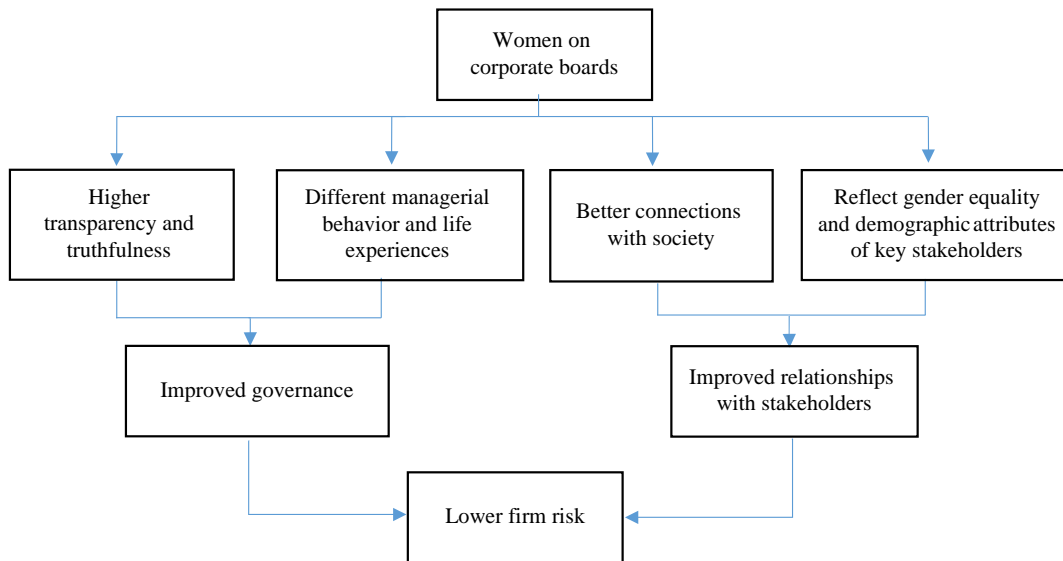 Women on
corporate boards
Higher
transparency and
truthfulness
Different managerial
behavior and life
experiences
Better connections
with society
Reflect gender equality
and demographic attributes
of key stakeholders
Improved governance
Improved relationships
with stakeholders
Lower firm risk